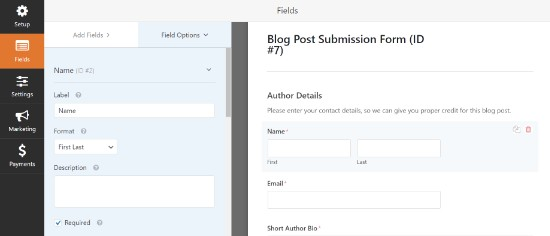 Fields
Setup
Fields
Settings
Marketing
Payments
Add Fields
Field Options
Name (ID #2)
Label
Name
Format
First Last
Description
Required
Blog Post Submission Form (ID
#7)
Author Details
Please enter your contact details, so we can give you proper credit for this blog post.
Name *
First Last
Email *
Short Author Bio *